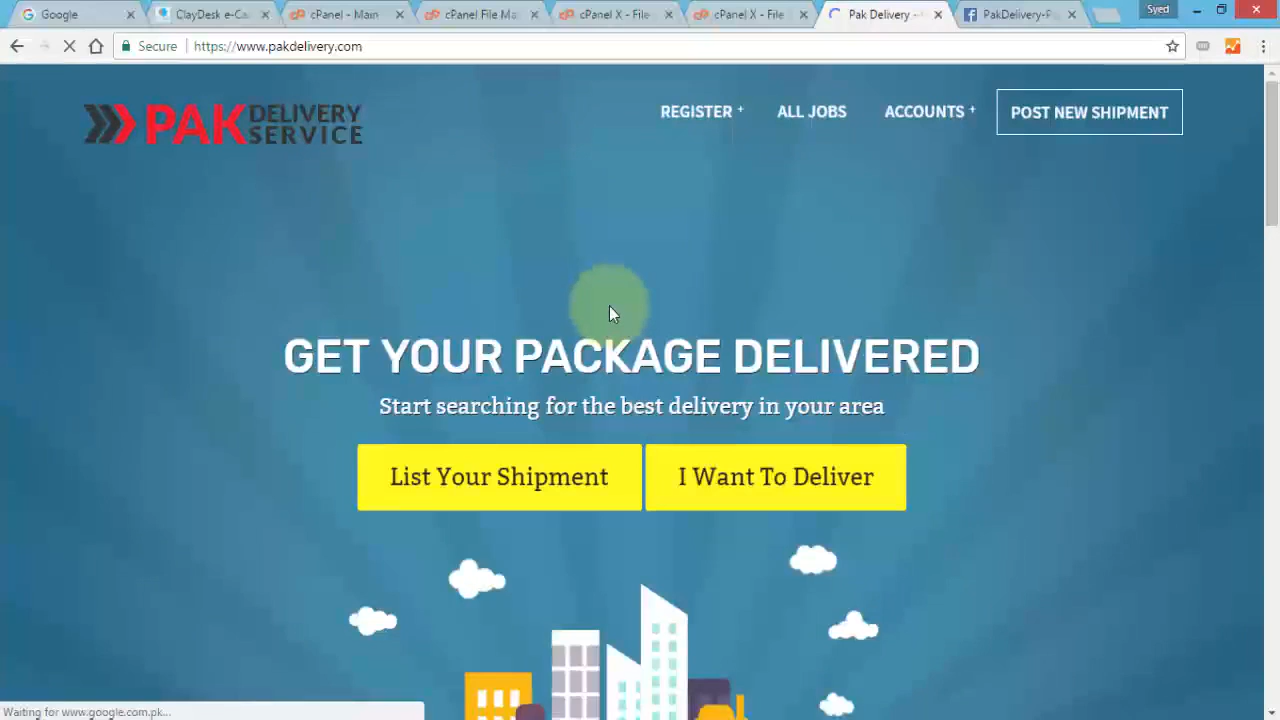 Google
ClayDesk e-Ca
cPanel - Main
cPanel File Ma
cPanel X - File
cPanel X - File
Pak Delivery -
PakDelivery-P
Syed
Secure
https://www.pakdelivery.com
PAK DELIVERY SERVICE
REGISTER +
ALL JOBS
ACCOUNTS +
POST NEW SHIPMENT
GET YOUR PACKAGE DELIVERED
Start searching for the best delivery in your area
List Your Shipment
I Want To Deliver
Waiting for www.google.com.pk...